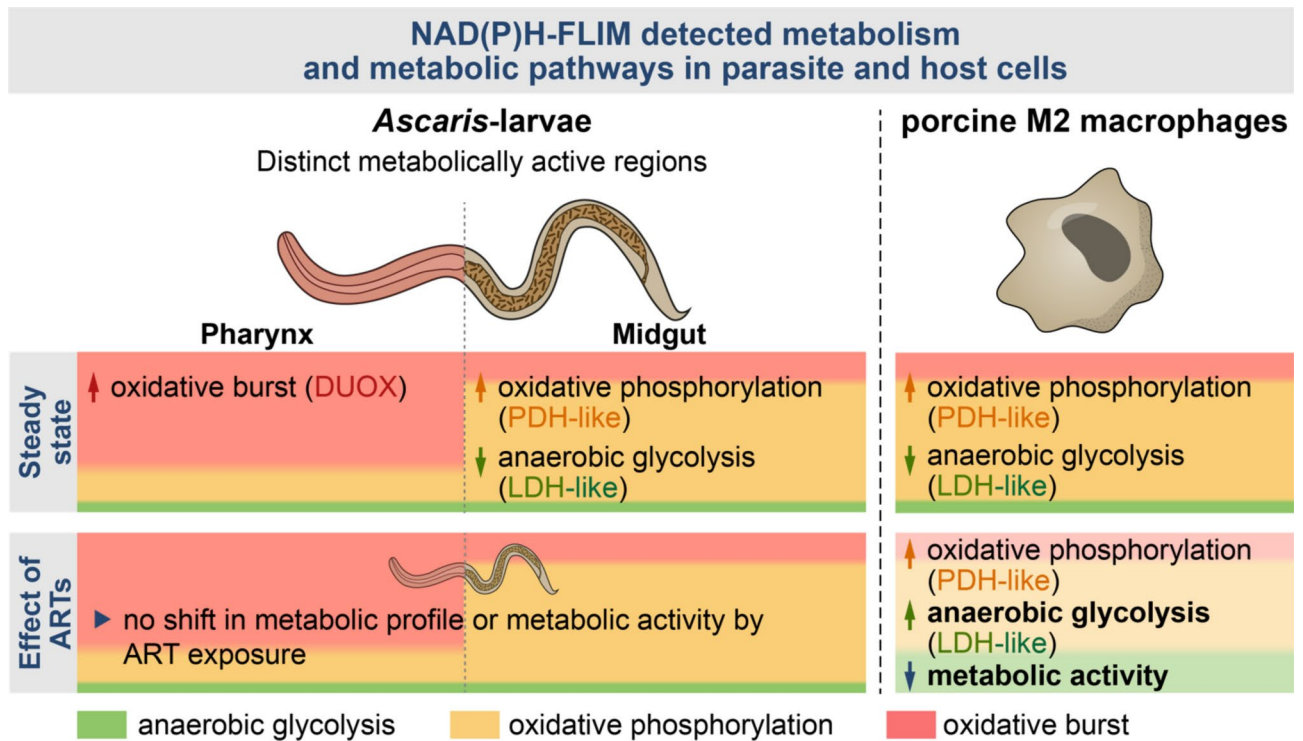 NAD(P)H-FLIM detected metabolism
and metabolic pathways in parasite and host cells
Ascaris-larvae
Distinct metabolically active regions
porcine M2 macrophages
Pharynx
Midgut
Steady
state
oxidative burst (DUOX)
oxidative phosphorylation
(PDH-like)
anaerobic glycolysis
(LDH-like)
oxidative phosphorylation
(PDH-like)
anaerobic glycolysis
(LDH-like)
Effect of
ARTs
no shift in metabolic profile or metabolic activity by
ART exposure
oxidative phosphorylation
(PDH-like)
anaerobic glycolysis
(LDH-like)
metabolic activity
anaerobic glycolysis
oxidative phosphorylation
oxidative burst